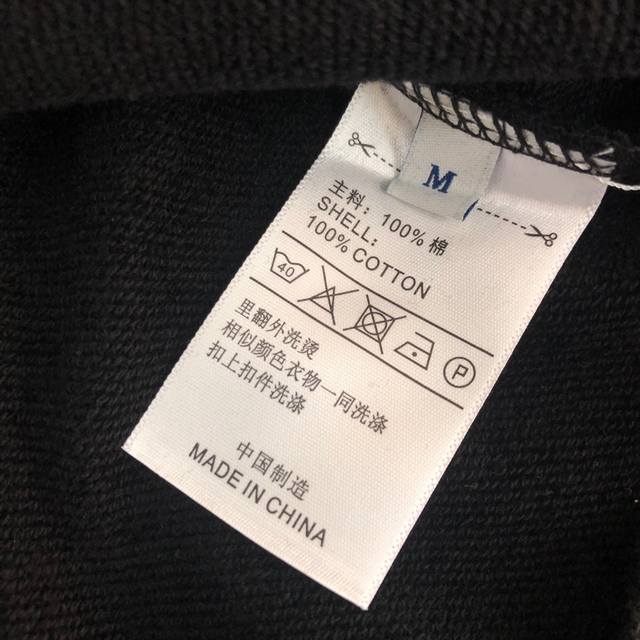 M
主料: 100% 棉
SHELL:
100% COTTON
40
P
里翻外洗烫
相似颜色衣物一同洗涤
扣上扣件洗涤
中国制造
MADE IN CHINA